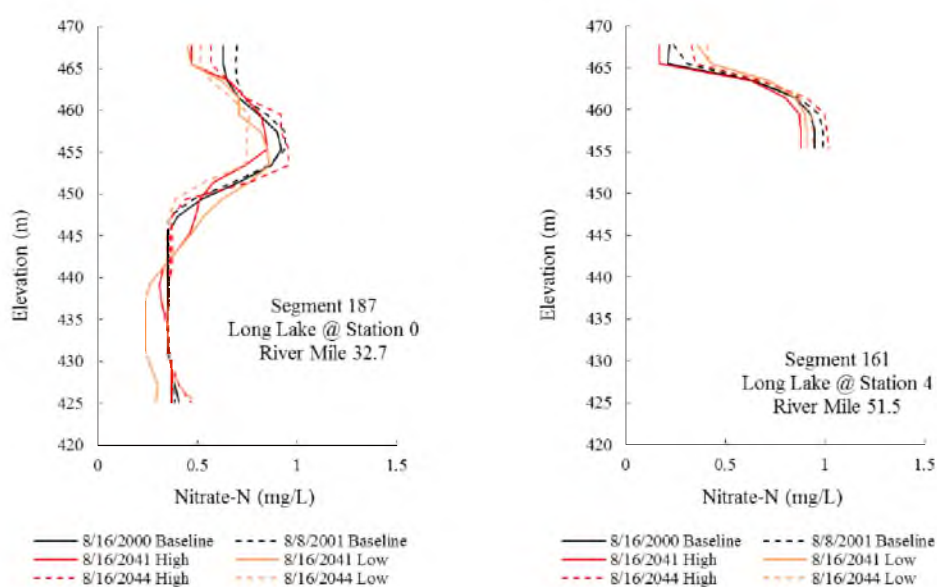 470
465
460
455
450
445
440
435
430
425
420
Elevation (m)
0
0.5
1
1.5
Nitrate-N (mg/L)
Segment 187
Long Lake @ Station 0
River Mile 32.7
8/16/2000 Baseline
8/8/2001 Baseline
8/16/2041 High
8/16/2041 Low
8/16/2044 High
8/16/2044 Low
470
465
460
455
450
445
440
435
430
425
420
Elevation (m)
0
0.5
1
1.5
Nitrate-N (mg/L)
Segment 161
Long Lake @ Station 4
River Mile 51.5
8/16/2000 Baseline
8/8/2001 Baseline
8/16/2041 High
8/16/2041 Low
8/16/2044 High
8/16/2044 Low